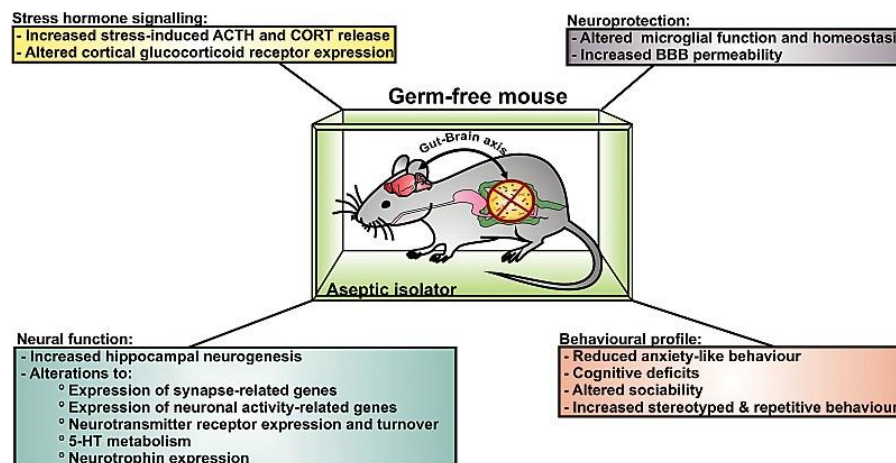 Stress hormone signalling:
- Increased stress-induced ACTH and CORT release
- Altered cortical glucocorticoid receptor expression
Neuroprotection:
- Altered microglial function and homeostasi
- Increased BBB permeability
Germ-free mouse
Gut-Brain axis
Aseptic isolator
Neural function:
- Increased hippocampal neurogenesis
- Alterations to:
° Expression of synapse-related genes
° Expression of neuronal activity-related genes
° Neurotransmitter receptor expression and turnover
° 5-HT metabolism
° Neurotrophin expression
Behavioural profile:
- Reduced anxiety-like behaviour
- Cognitive deficits
- Altered sociability
- Increased stereotyped & repetitive behaviour